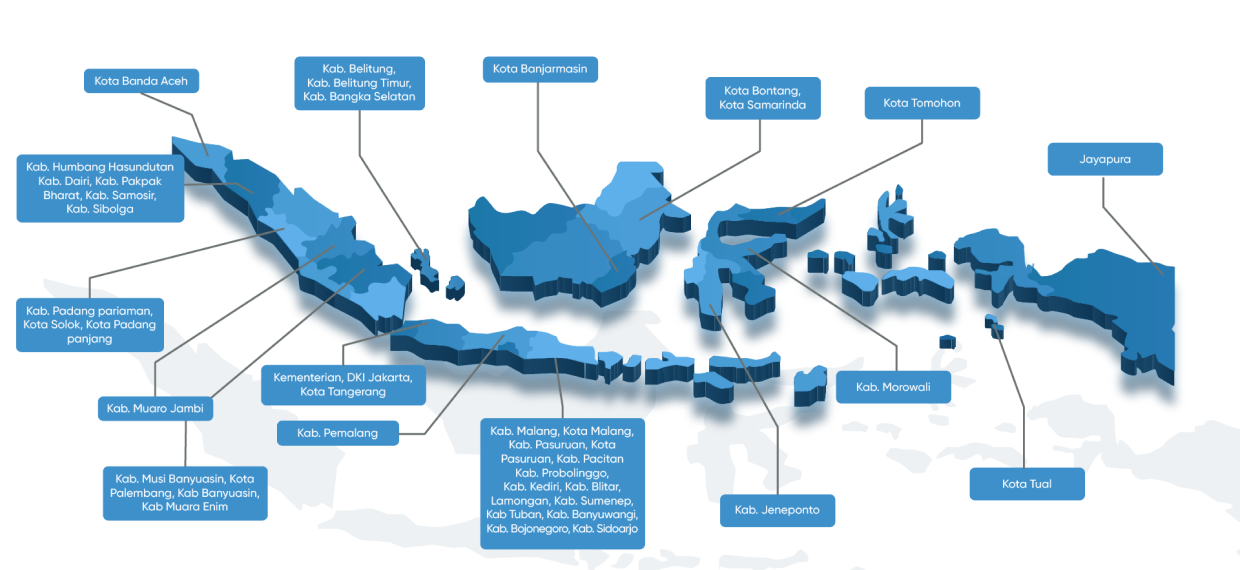 Kota Banda Aceh
Kab. Belitung,
Kab. Belitung Timur,
Kab. Bangka Selatan
Kota Banjarmasin
Kota Bontang,
Kota Samarinda
Kota Tomohon
Jayapura
Kab. Humbang Hasundutan
Kab. Dairi, Kab. Pakpak
Bharat, Kab. Samosir,
Kab. Sibolga
Kab. Padang pariaman,
Kota Solok, Kota Padang
panjang
Kementerian, DKI Jakarta,
Kota Tangerang
Kab. Morowali
Kab. Muaro Jambi
Kab. Pemalang
Kab. Malang, Kota Malang,
Kab. Pasuruan, Kota
Pasuruan, Kab. Pacitan
Kab. Probolinggo,
Kab. Kediri, Kab. Blitar,
Lamongan, Kab. Sumenep,
Kab Tuban, Kab. Banyuwangi,
Kab. Bojonegoro, Kab. Sidoarjo
Kab. Musi Banyuasin, Kota
Palembang, Kab Banyuasin,
Kab Muara Enim
Kab. Jeneponto
Kota Tual